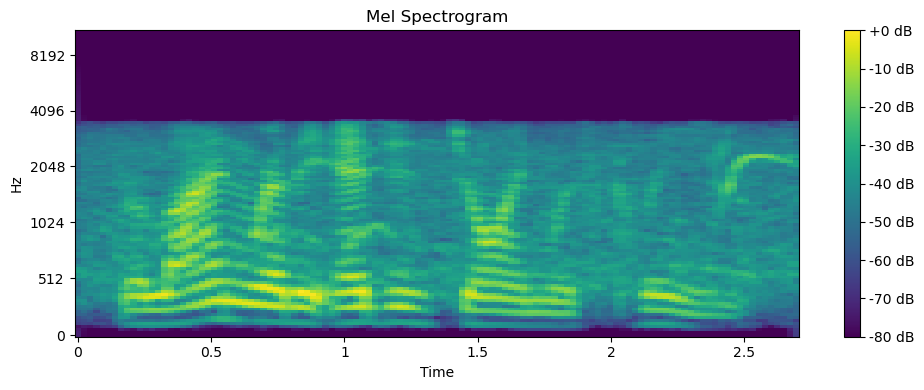 Mel Spectrogram
Hz
8192
4096
2048
1024
512
0
0
0.5
1
1.5
2
2.5
Time
+0 dB
-10 dB
-20 dB
-30 dB
-40 dB
-50 dB
-60 dB
-70 dB
-80 dB